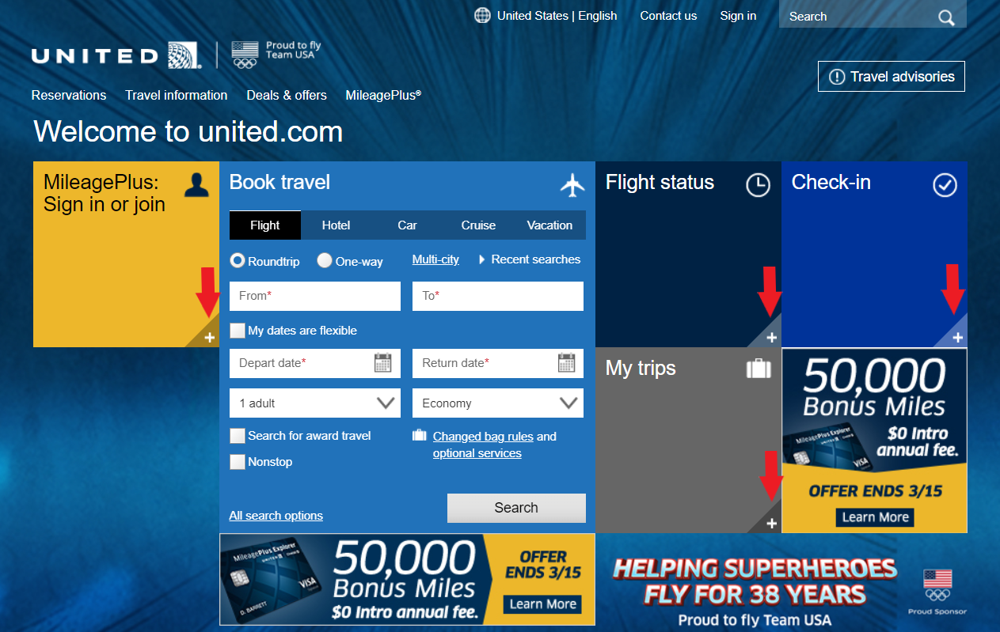 United States | English
Contact us
Sign in
Search
UNITED
Proud to fly
Team USA
Travel advisories
Reservations
Travel information
Deals & offers
MileagePlus®
Welcome to united.com
MileagePlus:
Sign in or join
+
Book travel
Flight
Hotel
Car
Cruise
Vacation
Roundtrip
One-way
Multi-city
Recent searches
From*
To*
My dates are flexible
Depart date*
Return date*
1 adult
Economy
Search for award travel
Changed bag rules and
optional services
Nonstop
All search options
Search
Flight status
+
Check-in
+
My trips
+
50,000
Bonus Miles
MileagePlus Explorer
VISA
$0 Intro
annual fee.
OFFER ENDS 3/15
Learn More
MileagePlus Explorer
UNITED
VISA
D. BARRETT
50,000
Bonus Miles
$0 Intro annual fee.
OFFER
ENDS 3/15
Learn More
HELPING SUPERHEROES
FLY FOR 38 YEARS
Proud to fly Team USA
Proud Sponsor